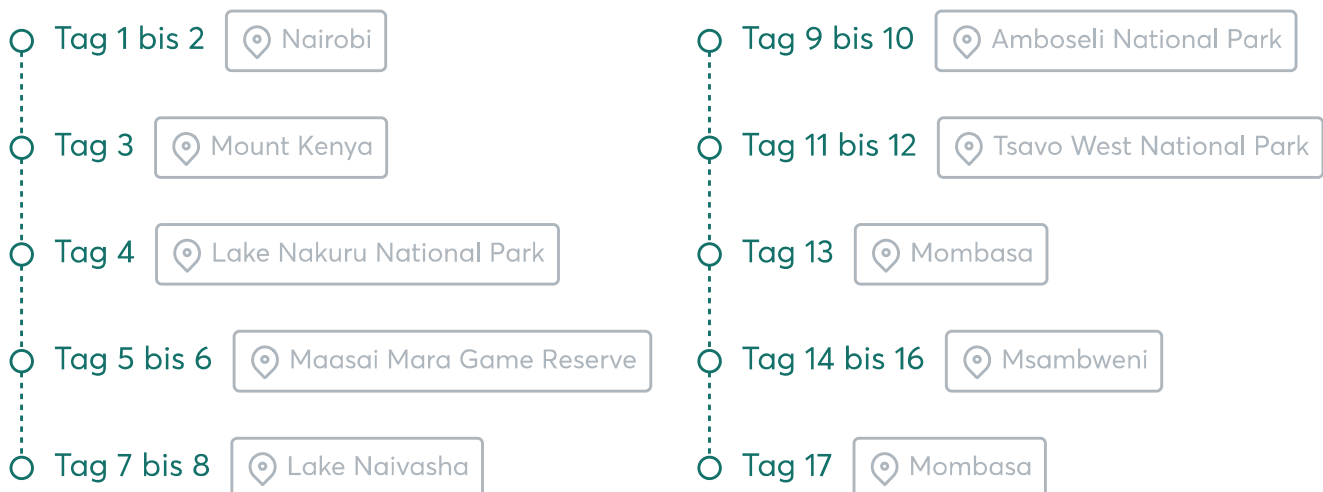 Tag 1 bis 2 Nairobi
Tag 3 Mount Kenya
Tag 4 Lake Nakuru National Park
Tag 5 bis 6 Maasai Mara Game Reserve
Tag 7 bis 8 Lake Naivasha
Tag 9 bis 10 Amboseli National Park
Tag 11 bis 12 Tsavo West National Park
Tag 13 Mombasa
Tag 14 bis 16 Msambweni
Tag 17 Mombasa